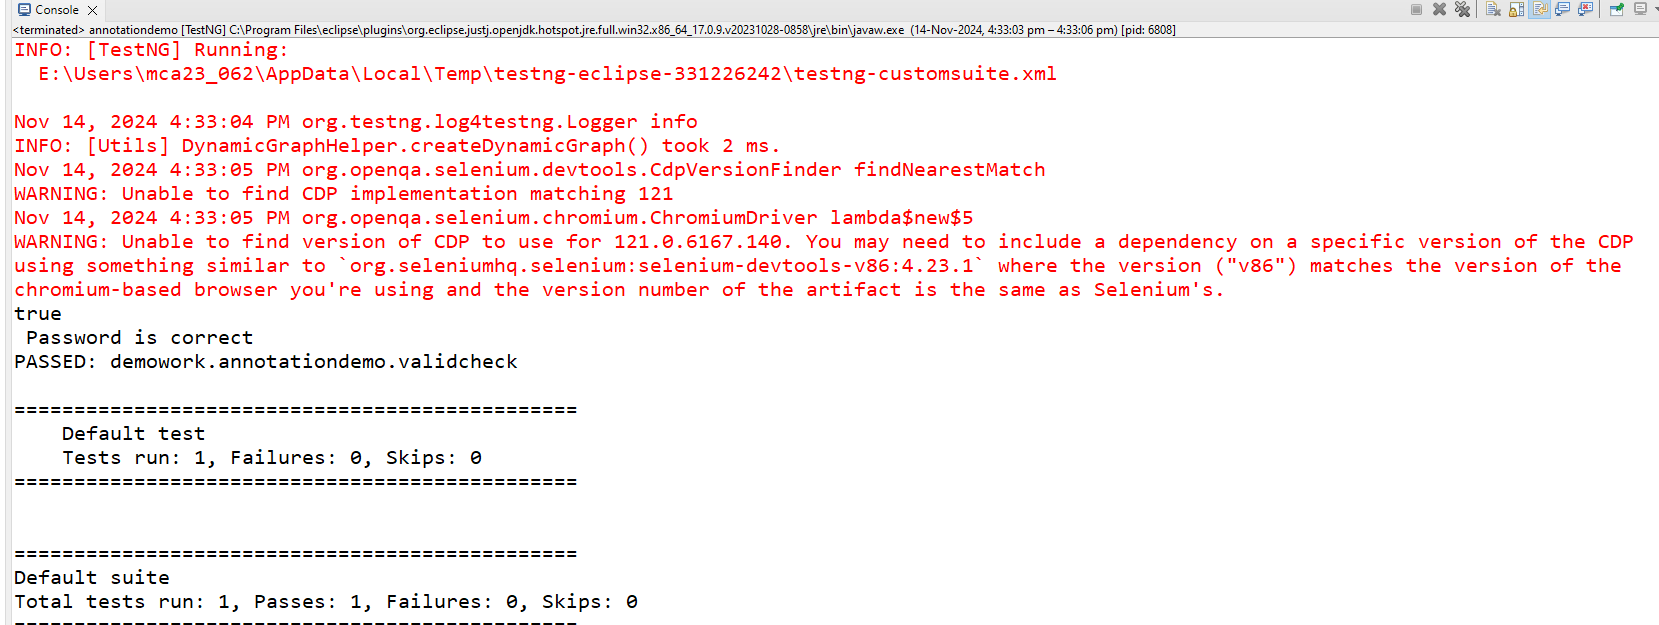 Console
<terminated> annotationdemo [TestNG] C:\Program Files\eclipse\plugins\org.eclipse.justj.openjdk.hotspot.jre.full.win32.x86_64_17.0.9.v20231028-0858\jre\bin\javaw.exe (14-Nov-2024, 4:33:03 pm – 4:33:06 pm) [pid: 6808]
INFO: [TestNG] Running:
  E:\Users\mca23_062\AppData\Local\Temp\testng-eclipse-331226242\testng-customsuite.xml
Nov 14, 2024 4:33:04 PM org.testng.log4testng.Logger info
INFO: [Utils] DynamicGraphHelper.createDynamicGraph() took 2 ms.
Nov 14, 2024 4:33:05 PM org.openqa.selenium.devtools.CdpVersionFinder findNearestMatch
WARNING: Unable to find CDP implementation matching 121
Nov 14, 2024 4:33:05 PM org.openqa.selenium.chromium.ChromiumDriver lambda$new$5
WARNING: Unable to find version of CDP to use for 121.0.6167.140. You may need to include a dependency on a specific version of the CDP
using something similar to `org.seleniumhq.selenium:selenium-devtools-v86:4.23.1` where the version ("v86") matches the version of the
chromium-based browser you're using and the version number of the artifact is the same as Selenium's.
true
 Password is correct
PASSED: demowork.annotationdemo.validcheck
===============================================
    Default test
    Tests run: 1, Failures: 0, Skips: 0
===============================================
===============================================
Default suite
Total tests run: 1, Passes: 1, Failures: 0, Skips: 0
===============================================